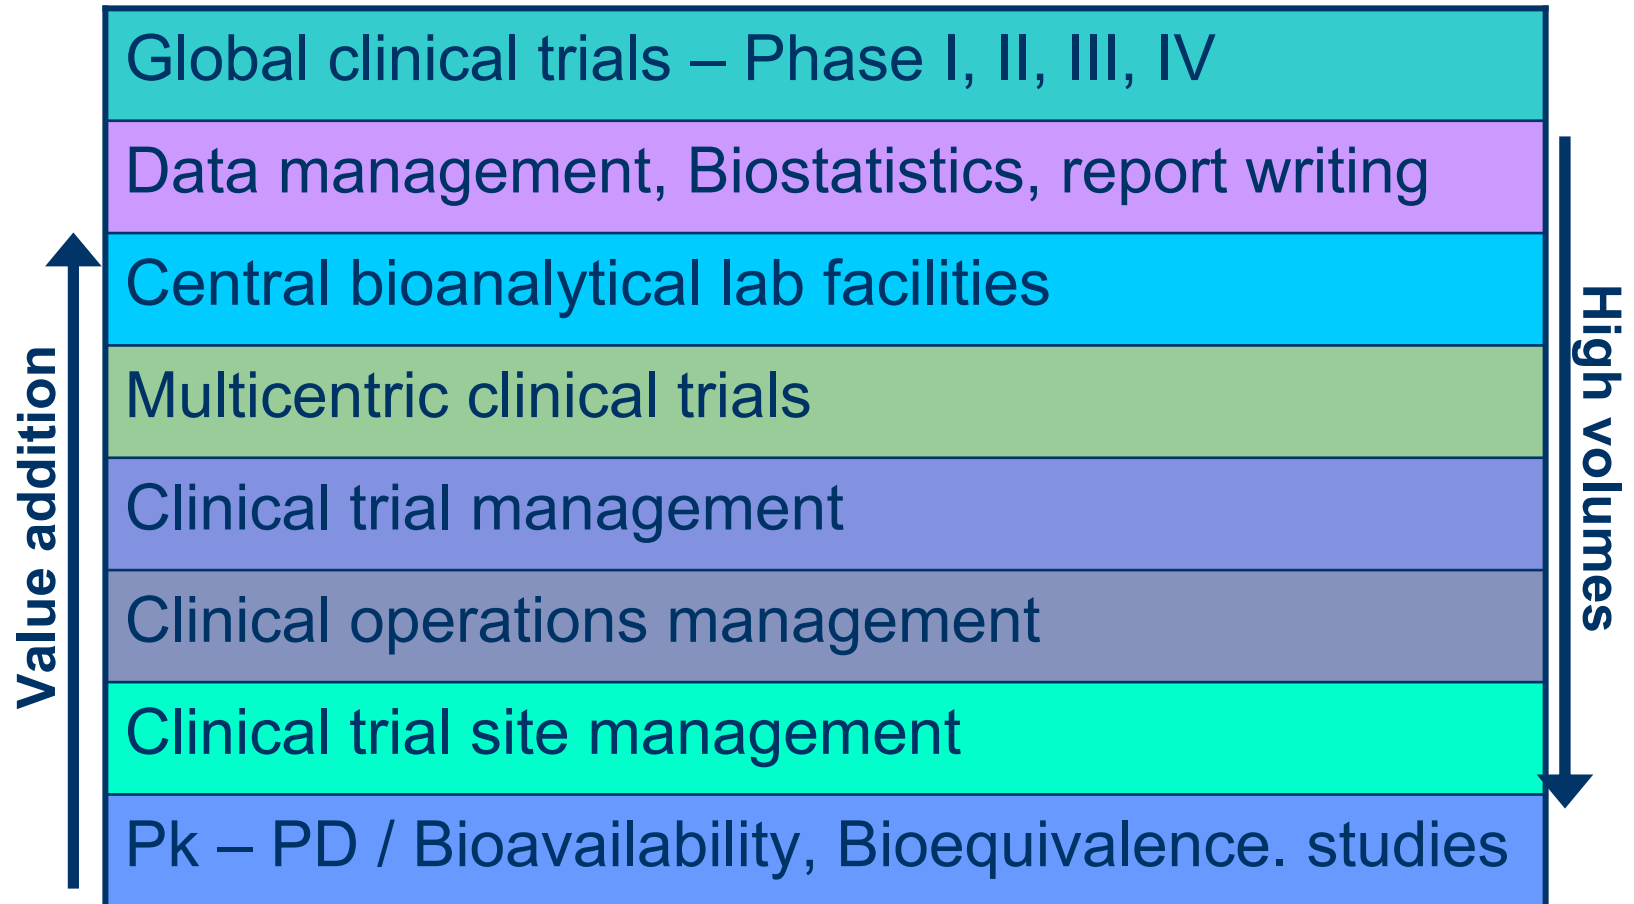 Global clinical trials – Phase I, II, III, IV
Data management, Biostatistics, report writing
Central bioanalytical lab facilities
Multicentric clinical trials
Clinical trial management
Clinical operations management
Clinical trial site management
Pk – PD / Bioavailability, Bioequivalence. studies
Value addition
High volumes